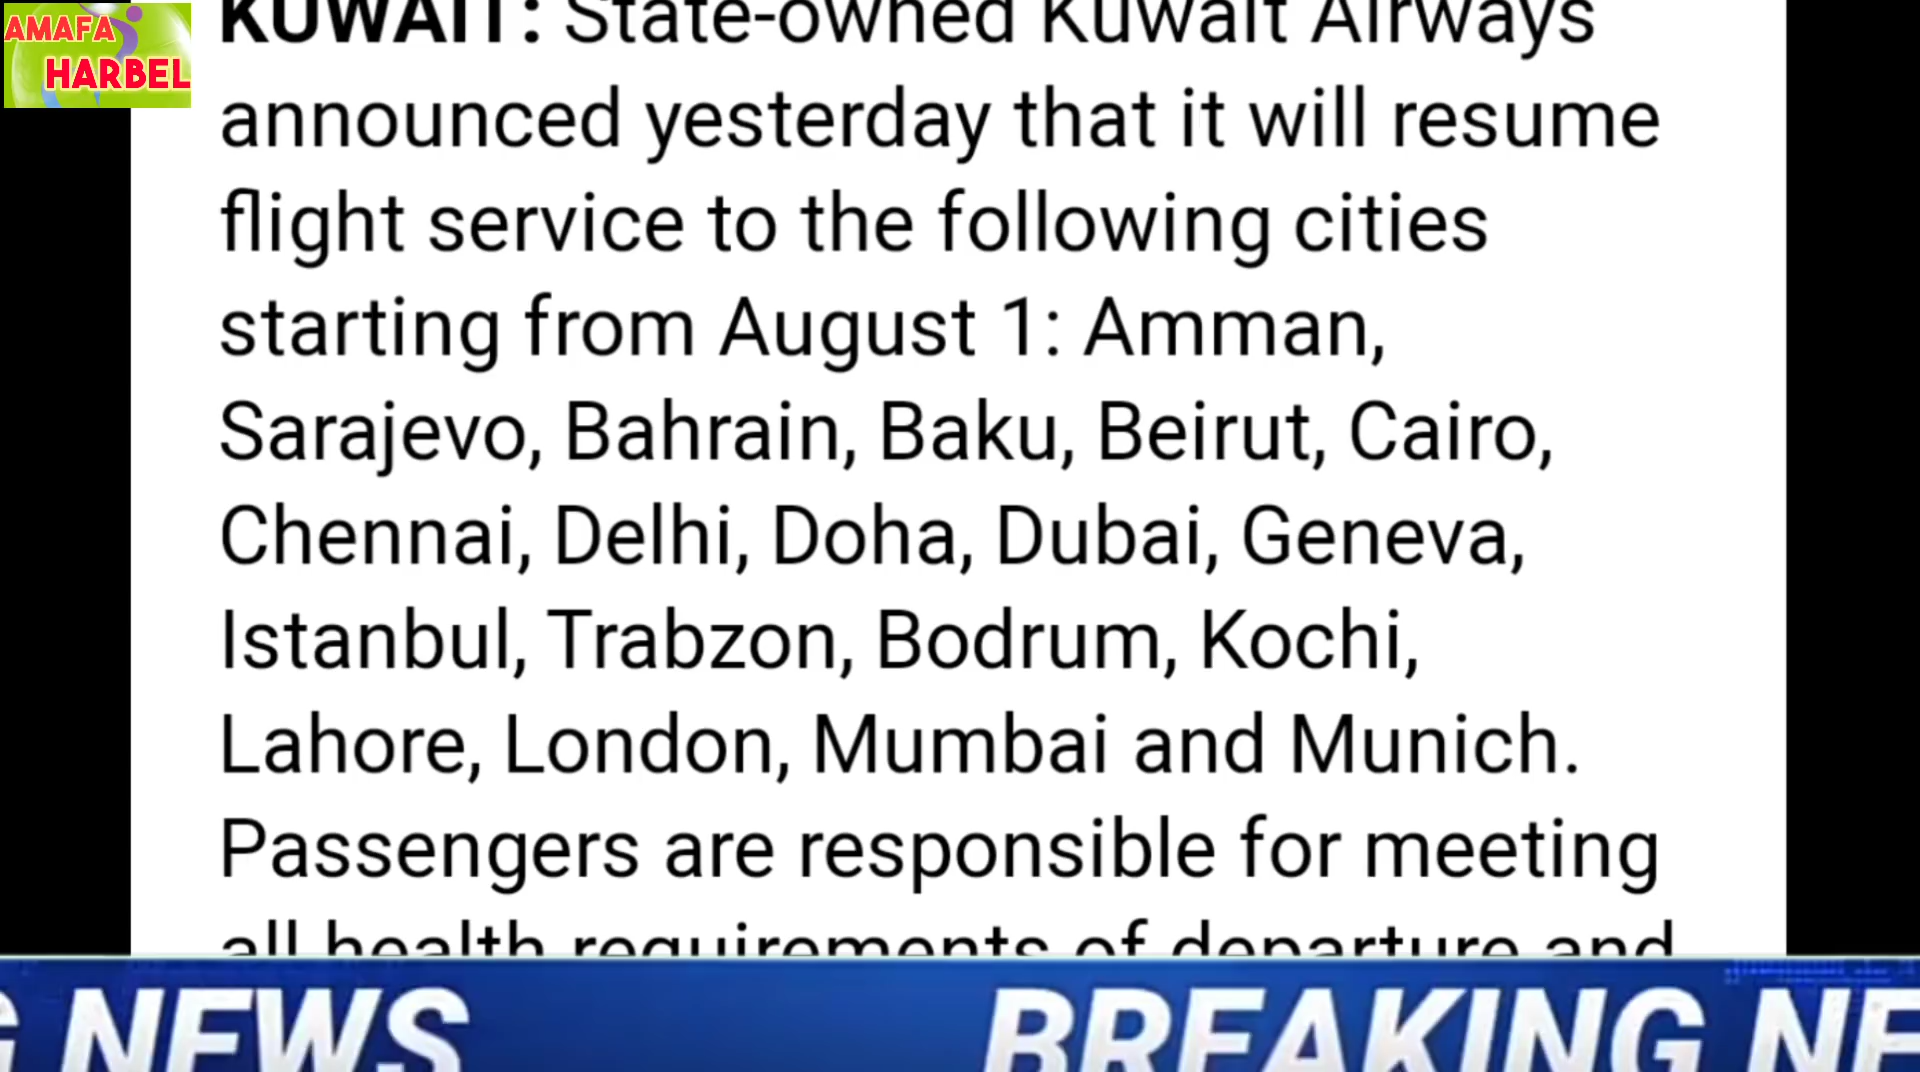 AMAFA
HARBEL
KUWAIT: State-owned Kuwait Airways
announced yesterday that it will resume
flight service to the following cities
starting from August 1: Amman,
Sarajevo, Bahrain, Baku, Beirut, Cairo,
Chennai, Delhi, Doha, Dubai, Geneva,
Istanbul, Trabzon, Bodrum, Kochi,
Lahore, London, Mumbai and Munich.
Passengers are responsible for meeting
all health requirements of departure and
G NEWS BREAKING NE